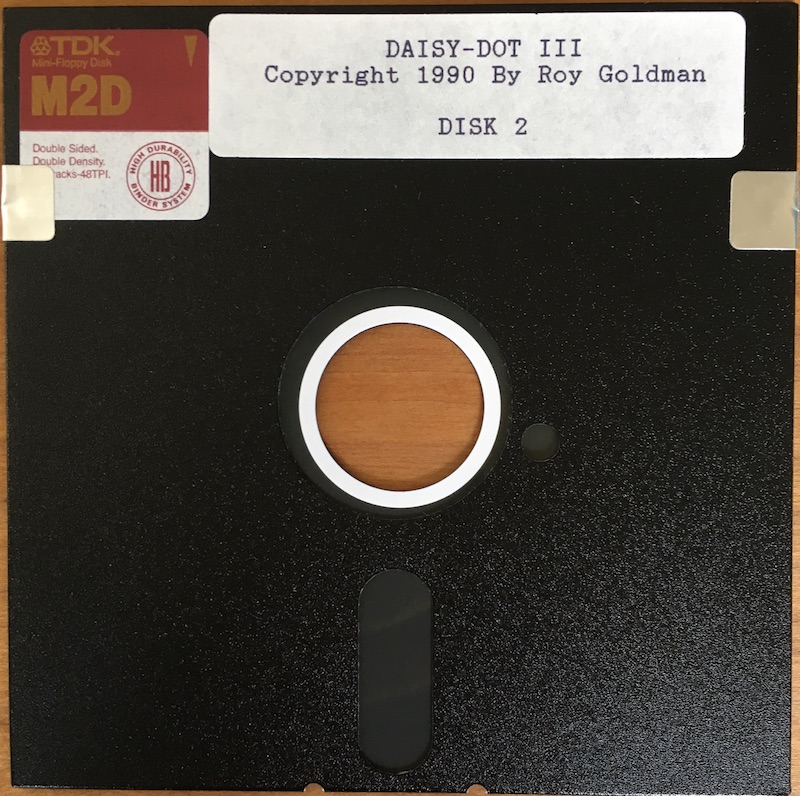 TDK
Mini-Floppy Disk
M2D
Double Sided.
Double Density.
acks-48TPI.
HIGH DURABILITY
HB
BINDER SYSTEM
DAISY-DOT III
Copyright 1990 By Roy Goldman
DISK 2